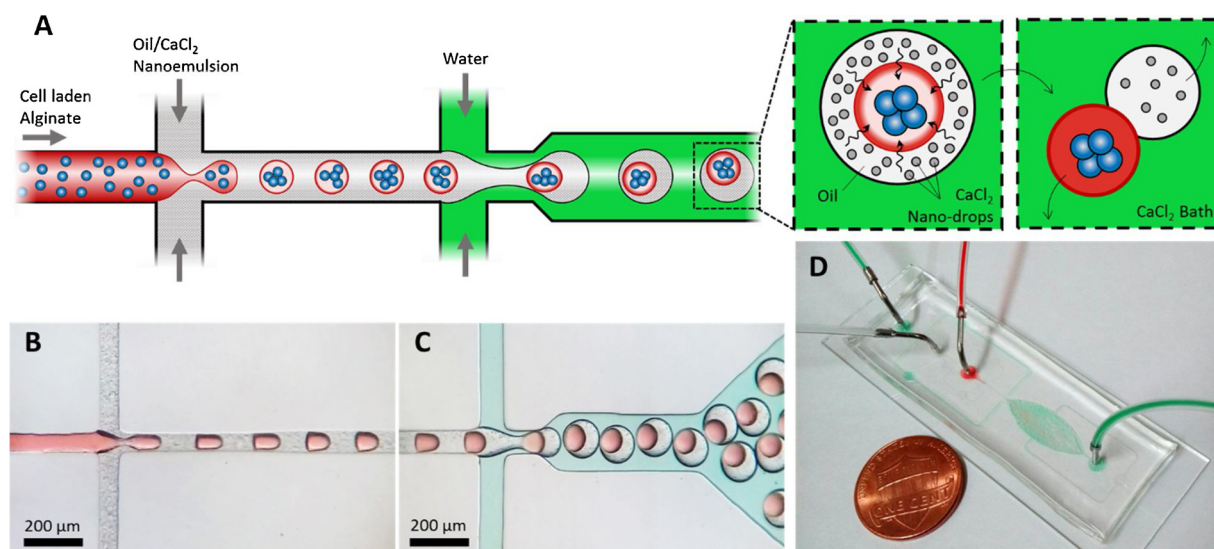 A
Oil/CaCl₂
Nanoemulsion
Water
Cell laden
Alginate
Oil
CaCl₂
Nano-drops
CaCl₂ Bath
B
200 µm
C
200 µm
D
ONE CENT